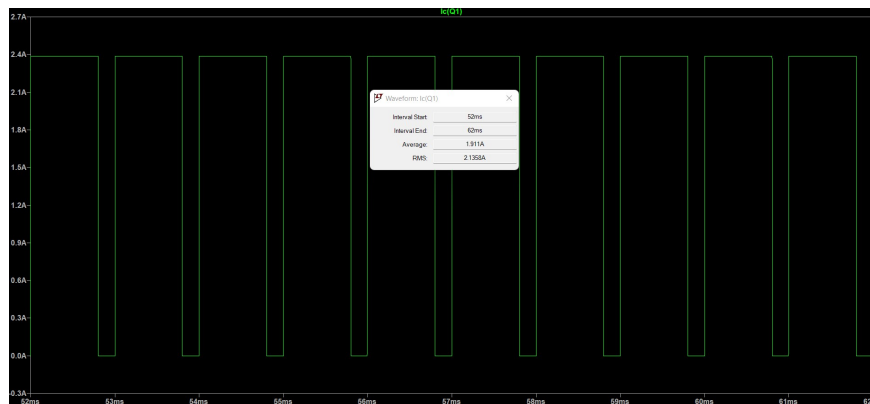 Ic(Q1)
2.7A
2.4A
2.1A
1.8A
1.5A
1.2A
0.9A
0.6A
0.3A
0.0A
-0.3A
Waveform: Ic(Q1)
Interval Start: 52ms
Interval End: 62ms
Average: 1.911A
RMS: 2.1358A
52ms 53ms 54ms 55ms 56ms 57ms 58ms 59ms 60ms 61ms 62